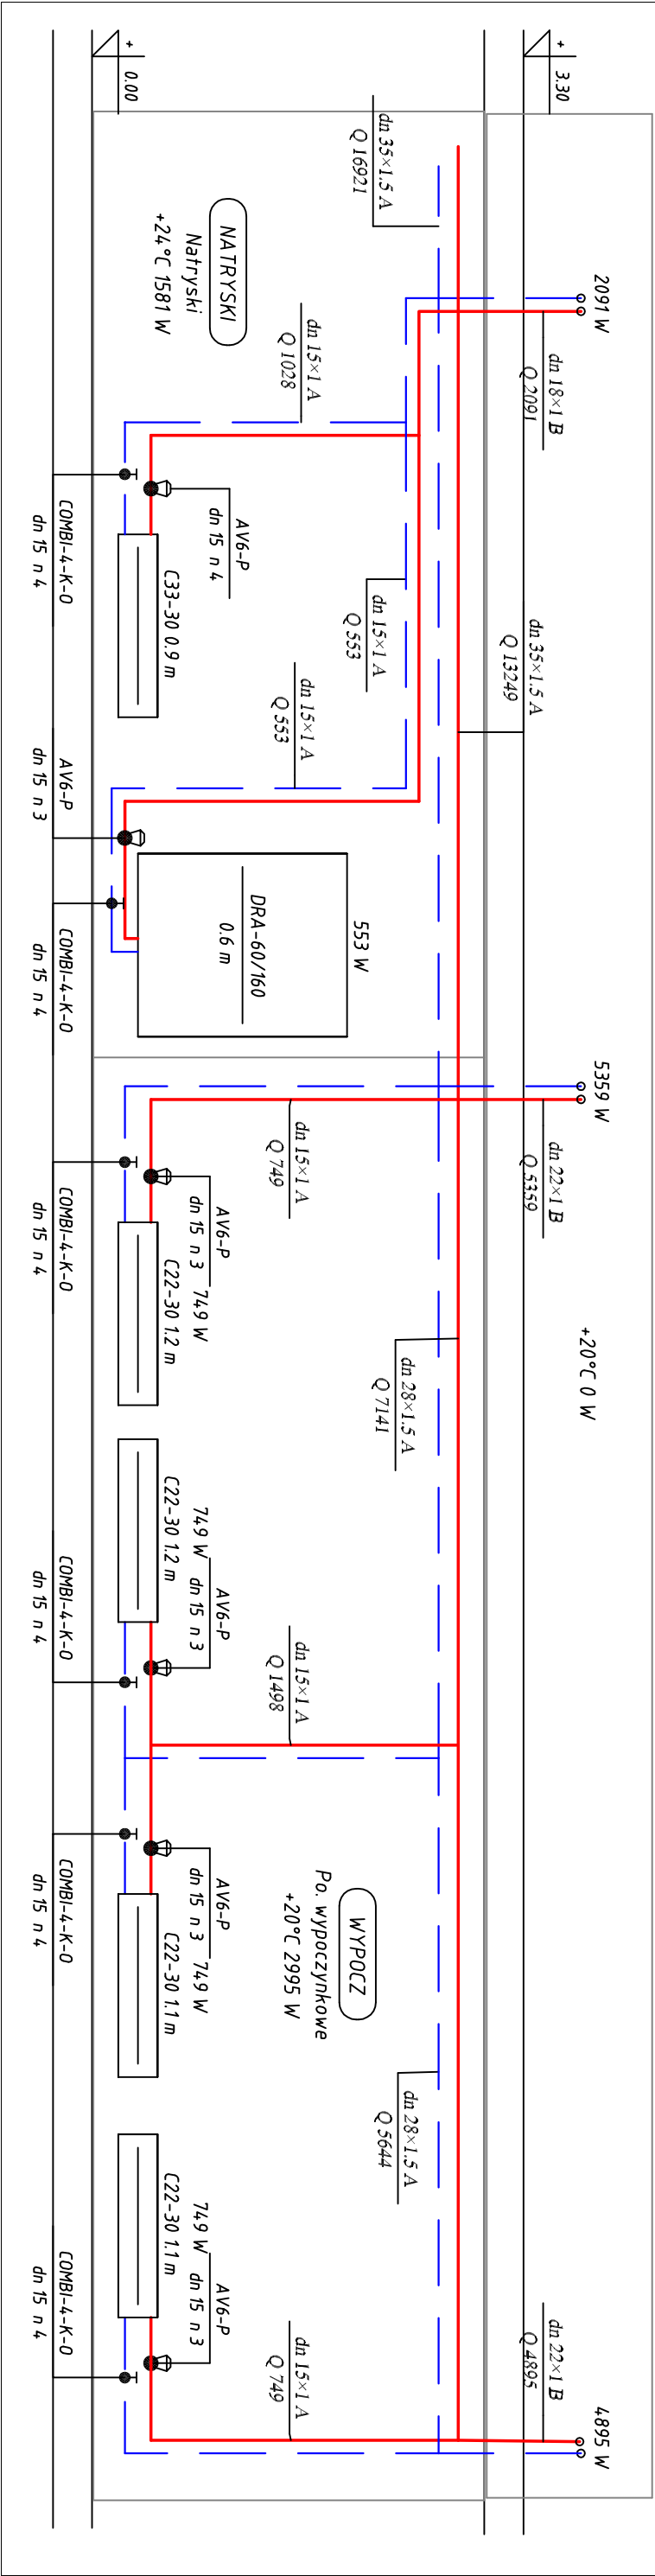 +
3.30
+
0.00
2091 W
dn 18×1 B
Q 2091
dn 35×1.5 A
Q 13249
5359 W
dn 22×1 B
Q 5359
+20°C 0 W
dn 22×1 B
Q 4895
4895 W
dn 35×1.5 A
Q 16921
NATRYSKI
Natryski
+24°C 1581 W
dn 15×1 A
Q 1028
AV6-P
dn 15 n 4
C33-30 0.9 m
dn 15×1 A
Q 553
dn 15×1 A
Q 553
553 W
DRA-60/160
0.6 m
dn 15×1 A
Q 749
AV6-P
dn 15 n 3
749 W
C22-30 1.2 m
dn 28×1.5 A
Q 7141
749 W
C22-30 1.2 m
AV6-P
dn 15 n 3
dn 15×1 A
Q 1498
AV6-P
dn 15 n 3
749 W
C22-30 1.1 m
WYPOCZ
Po. wypoczynkowe
+20°C 2995 W
dn 28×1.5 A
Q 5644
749 W
C22-30 1.1 m
AV6-P
dn 15 n 3
dn 15×1 A
Q 749
COMBI-4-K-O
dn 15 n 4
AV6-P
dn 15 n 3
COMBI-4-K-O
dn 15 n 4
COMBI-4-K-O
dn 15 n 4
COMBI-4-K-O
dn 15 n 4
COMBI-4-K-O
dn 15 n 4
COMBI-4-K-O
dn 15 n 4